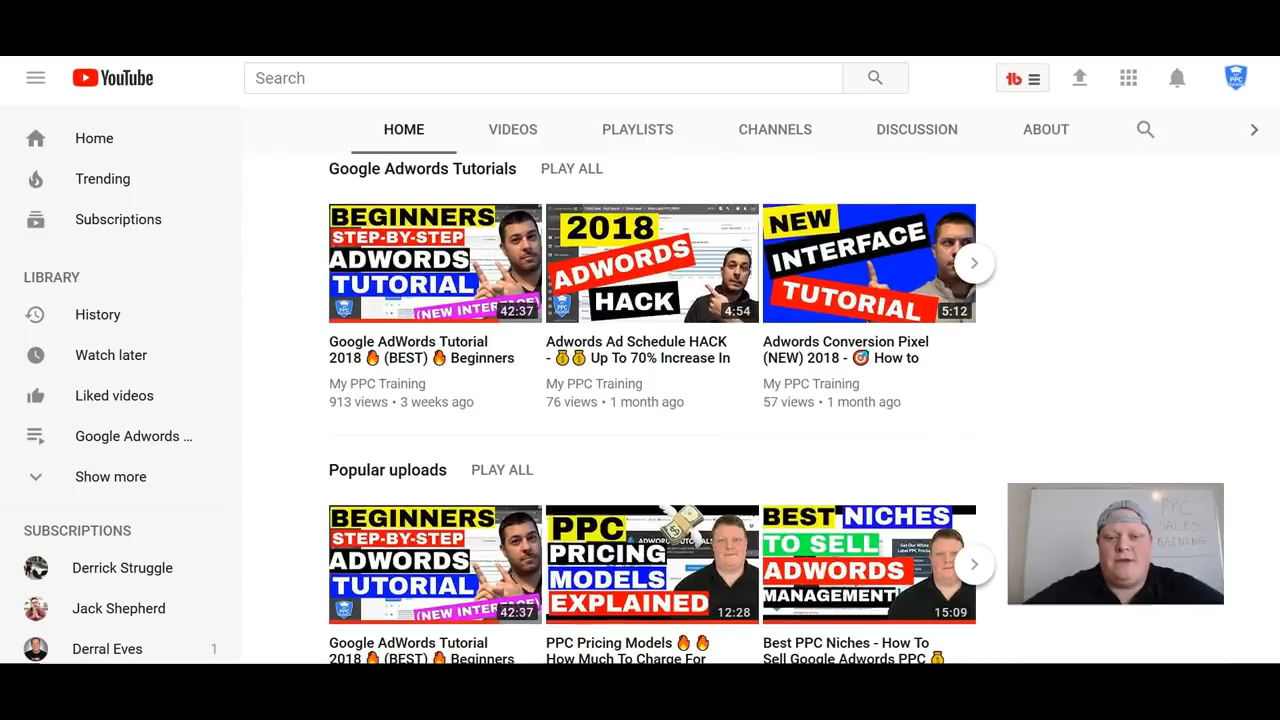 YouTube
Search
tb
PPC
Home
Trending
Subscriptions
LIBRARY
History
Watch later
Liked videos
Google Adwords ...
Show more
SUBSCRIPTIONS
Derrick Struggle
Jack Shepherd
Derral Eves 1
HOME VIDEOS PLAYLISTS CHANNELS DISCUSSION ABOUT
Google Adwords Tutorials PLAY ALL
BEGINNERS
STEP-BY-STEP
ADWORDS
TUTORIAL
(NEW INTERFACE)
42:37
2018
ADWORDS
HACK
4:54
NEW
INTERFACE
TUTORIAL
5:12
Google AdWords Tutorial
2018 🔥 (BEST) 🔥 Beginners
My PPC Training
913 views • 3 weeks ago
Adwords Ad Schedule HACK
- 💰💰 Up To 70% Increase In
My PPC Training
76 views • 1 month ago
Adwords Conversion Pixel
(NEW) 2018 - 🎯 How to
My PPC Training
57 views • 1 month ago
Popular uploads PLAY ALL
BEGINNERS
STEP-BY-STEP
ADWORDS
TUTORIAL
(NEW INTERFACE)
42:37
PPC
PRICING
MODELS
EXPLAINED
12:28
BEST NICHES
TO SELL
ADWORDS
MANAGEMENT
15:09
Google AdWords Tutorial
2018 🔥 (BEST) 🔥 Beginners
PPC Pricing Models 🔥 🔥
How Much To Charge For
Best PPC Niches - How To
Sell Google Adwords PPC 💰
PPC
SALES
TRAINING